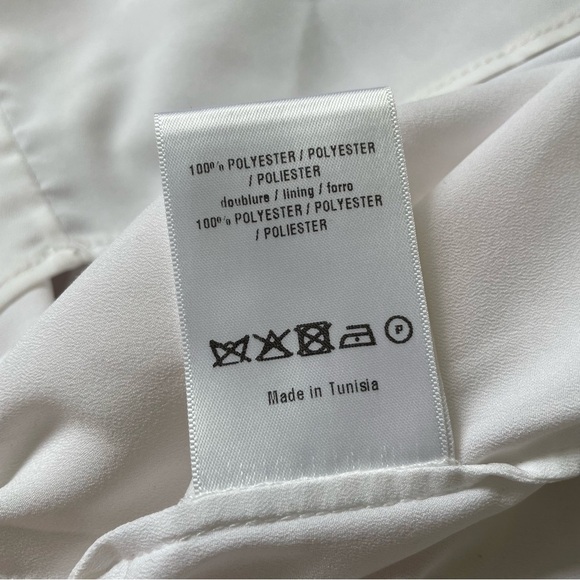 100% POLYESTER / POLYESTER
/ POLIESTER
doublure / lining / forro
100% POLYESTER / POLYESTER
/ POLIESTER
P
Made in Tunisia